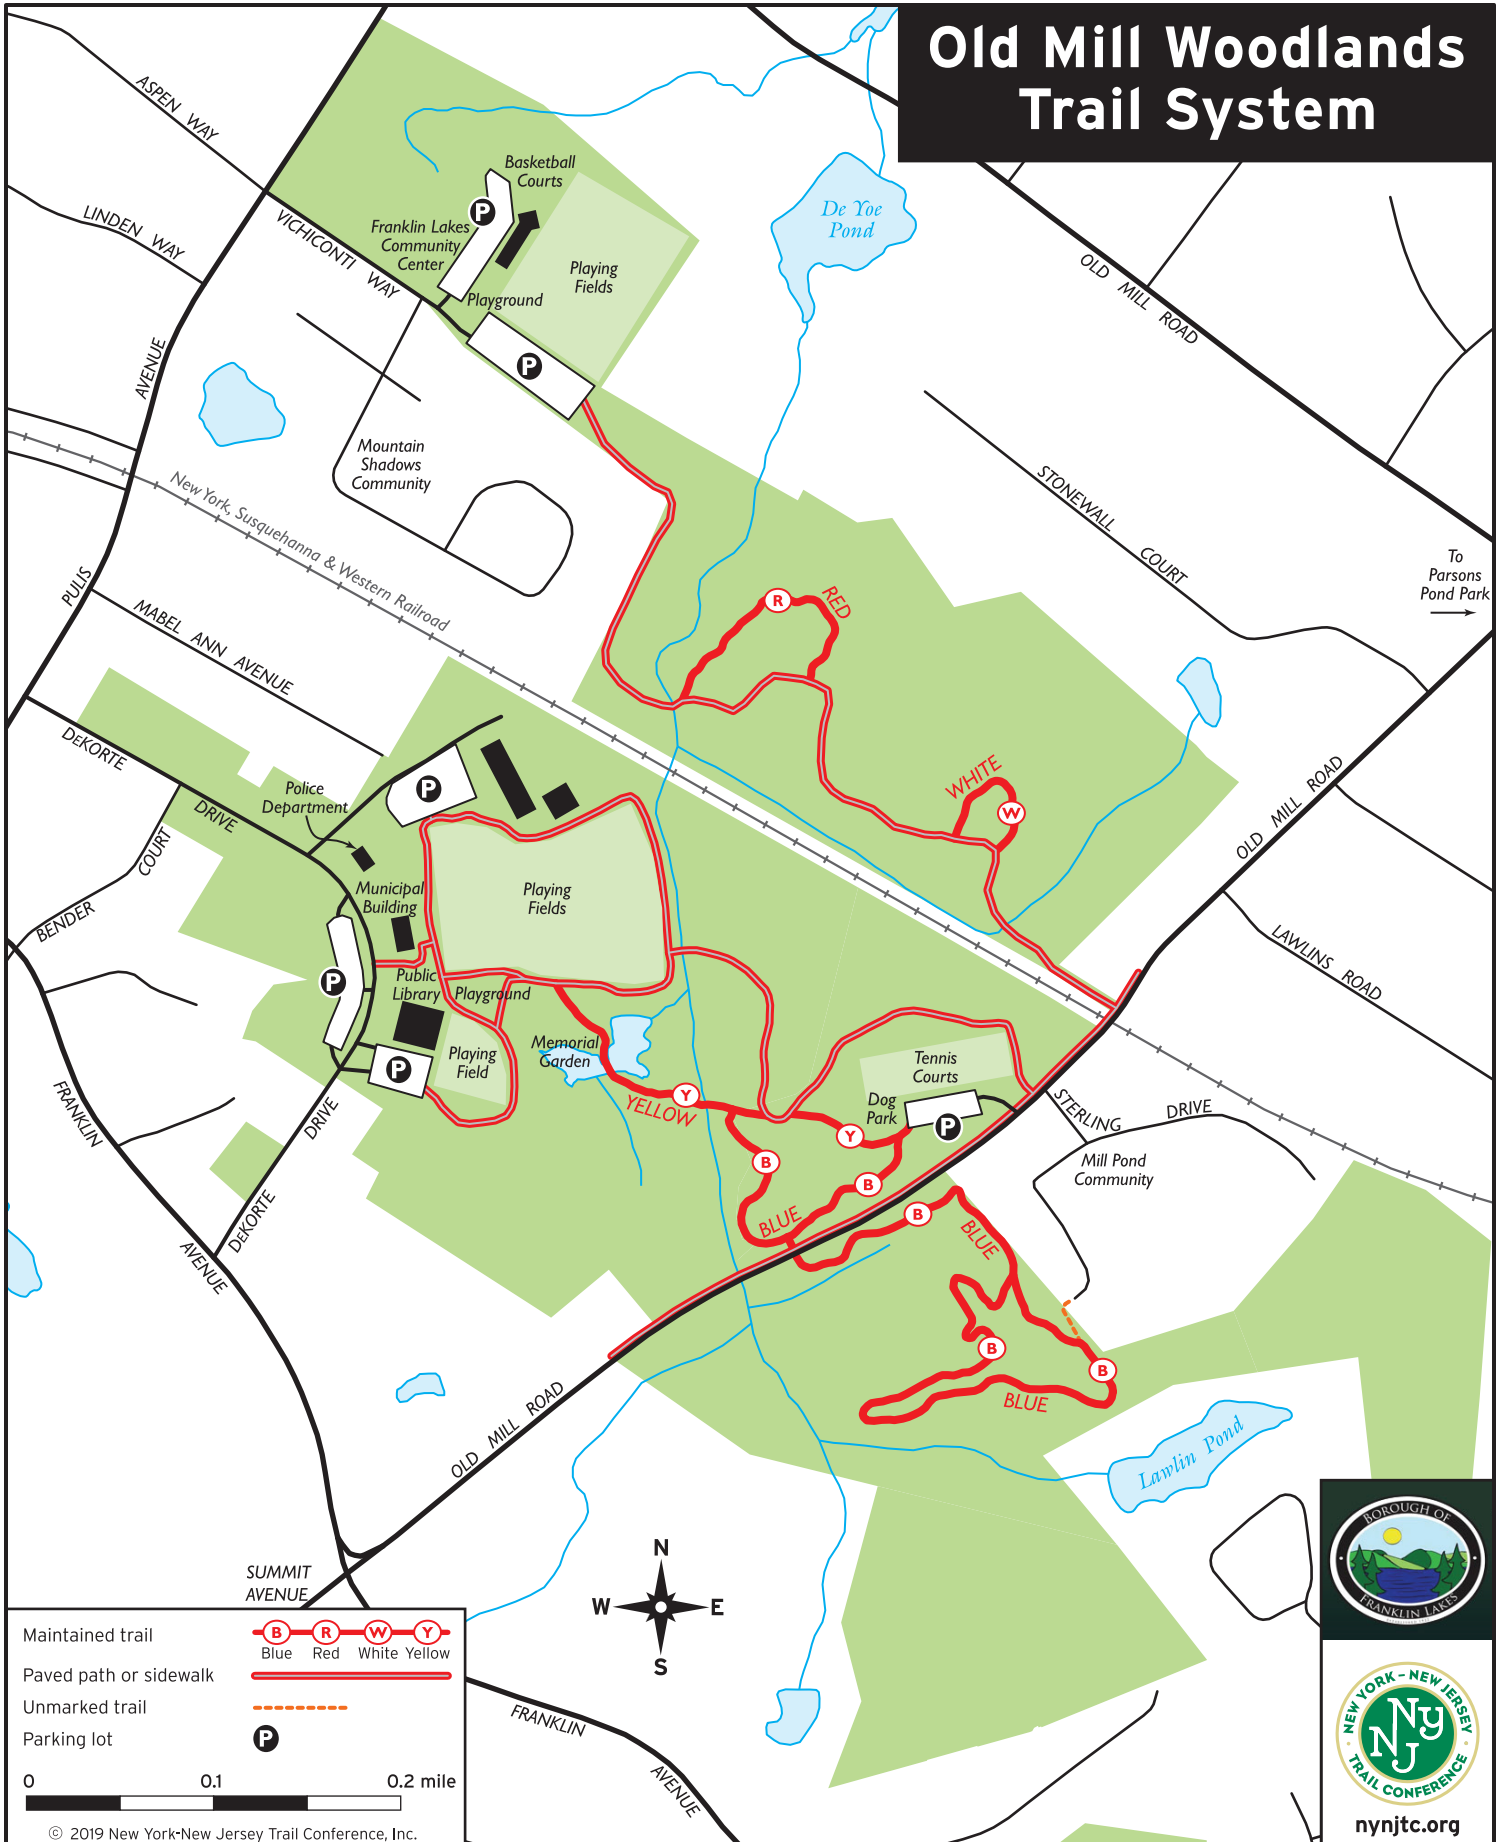 Old Mill Woodlands
Trail System
ASPEN WAY
LINDEN WAY
VICHICONTI WAY
Basketball
Courts
Franklin Lakes
Community
Center
P
Playing
Fields
Playground
P
De Yoe
Pond
OLD MILL ROAD
PULIS AVENUE
Mountain
Shadows
Community
New York, Susquehanna & Western Railroad
STONEWALL COURT
To
Parsons
Pond Park
MABEL ANN AVENUE
R
RED
WHITE
W
DEKORTE DRIVE
Police
Department
P
BENDER COURT
Municipal
Building
Playing
Fields
OLD MILL ROAD
LAWLINS ROAD
P
Public
Library
Playground
Playing
Field
P
Memorial
Garden
Y
YELLOW
Tennis
Courts
Dog
Park
P
Y
B
B
BLUE
STERLING DRIVE
Mill Pond
Community
B
BLUE
B
B
BLUE
FRANKLIN AVENUE
DEKORTE DRIVE
OLD MILL ROAD
Lawlin Pond
SUMMIT
AVENUE
N
W E
S
FRANKLIN AVENUE
Maintained trail
B R W Y
Blue Red White Yellow
Paved path or sidewalk
Unmarked trail
Parking lot P
0 0.1 0.2 mile
© 2019 New York-New Jersey Trail Conference, Inc.
BOROUGH OF
FRANKLIN LAKES
NEW YORK - NEW JERSEY
NY
NJ
TRAIL CONFERENCE
nynjtc.org